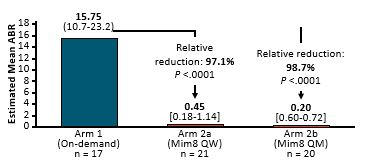 15.75
(10.7-23.2)
Estimated Mean ABR
18
16
14
12
10
8
6
4
2
0
Relative
reduction: 97.1%
P <.0001
0.45
[0.18-1.14]
Relative reduction:
98.7%
P <.0001
0.20
[0.60-0.72]
Arm 1
(On-demand)
n = 17
Arm 2a
(Mim8 QW)
n = 21
Arm 2b
(Mim8 QM)
n = 20